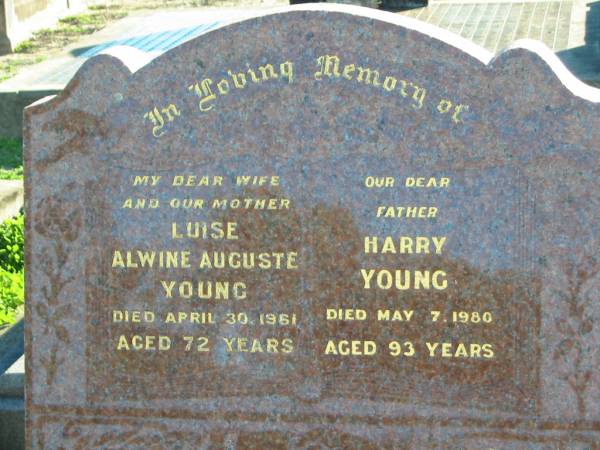 In Loving Memory of
MY DEAR WIFE
AND OUR MOTHER
LUISE
ALWINE AUGUSTE
YOUNG
DIED APRIL 30, 1961
AGED 72 YEARS
OUR DEAR
FATHER
HARRY
YOUNG
DIED MAY 7, 1980
AGED 93 YEARS